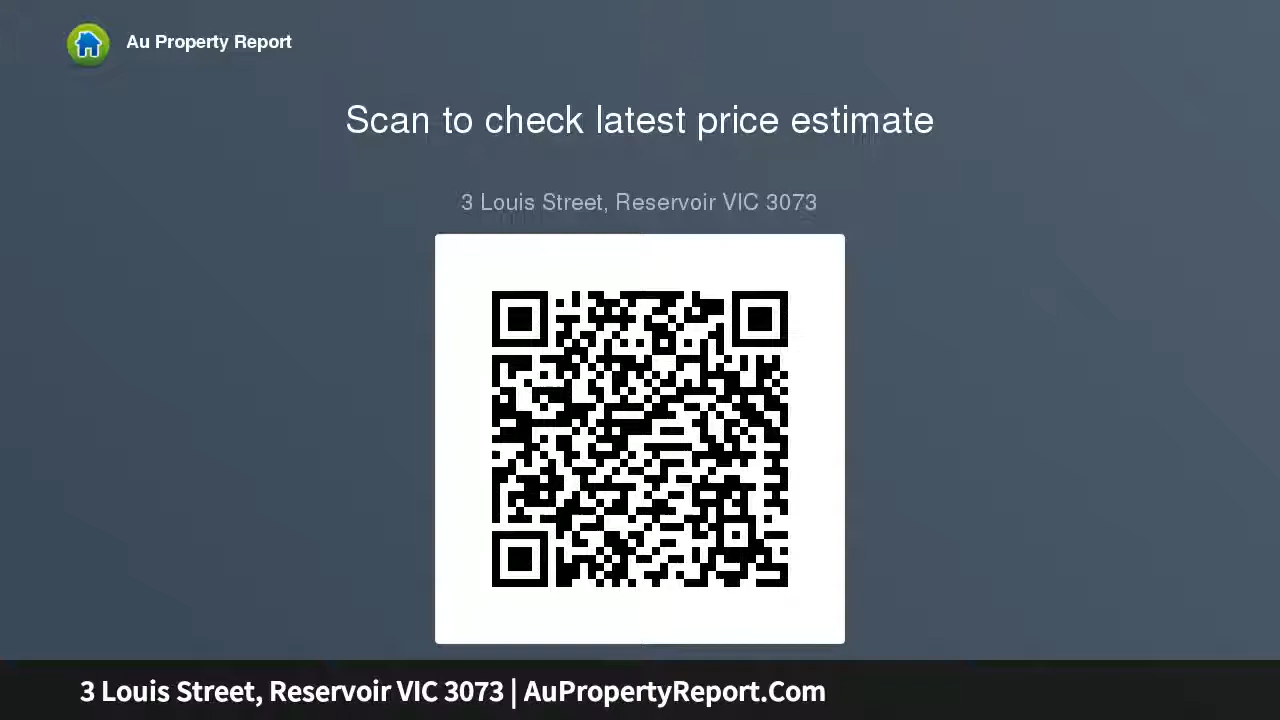 Au Property Report
Scan to check latest price estimate
3 Louis Street, Reservoir VIC 3073
3 Louis Street, Reservoir VIC 3073 | AuPropertyReport.Com